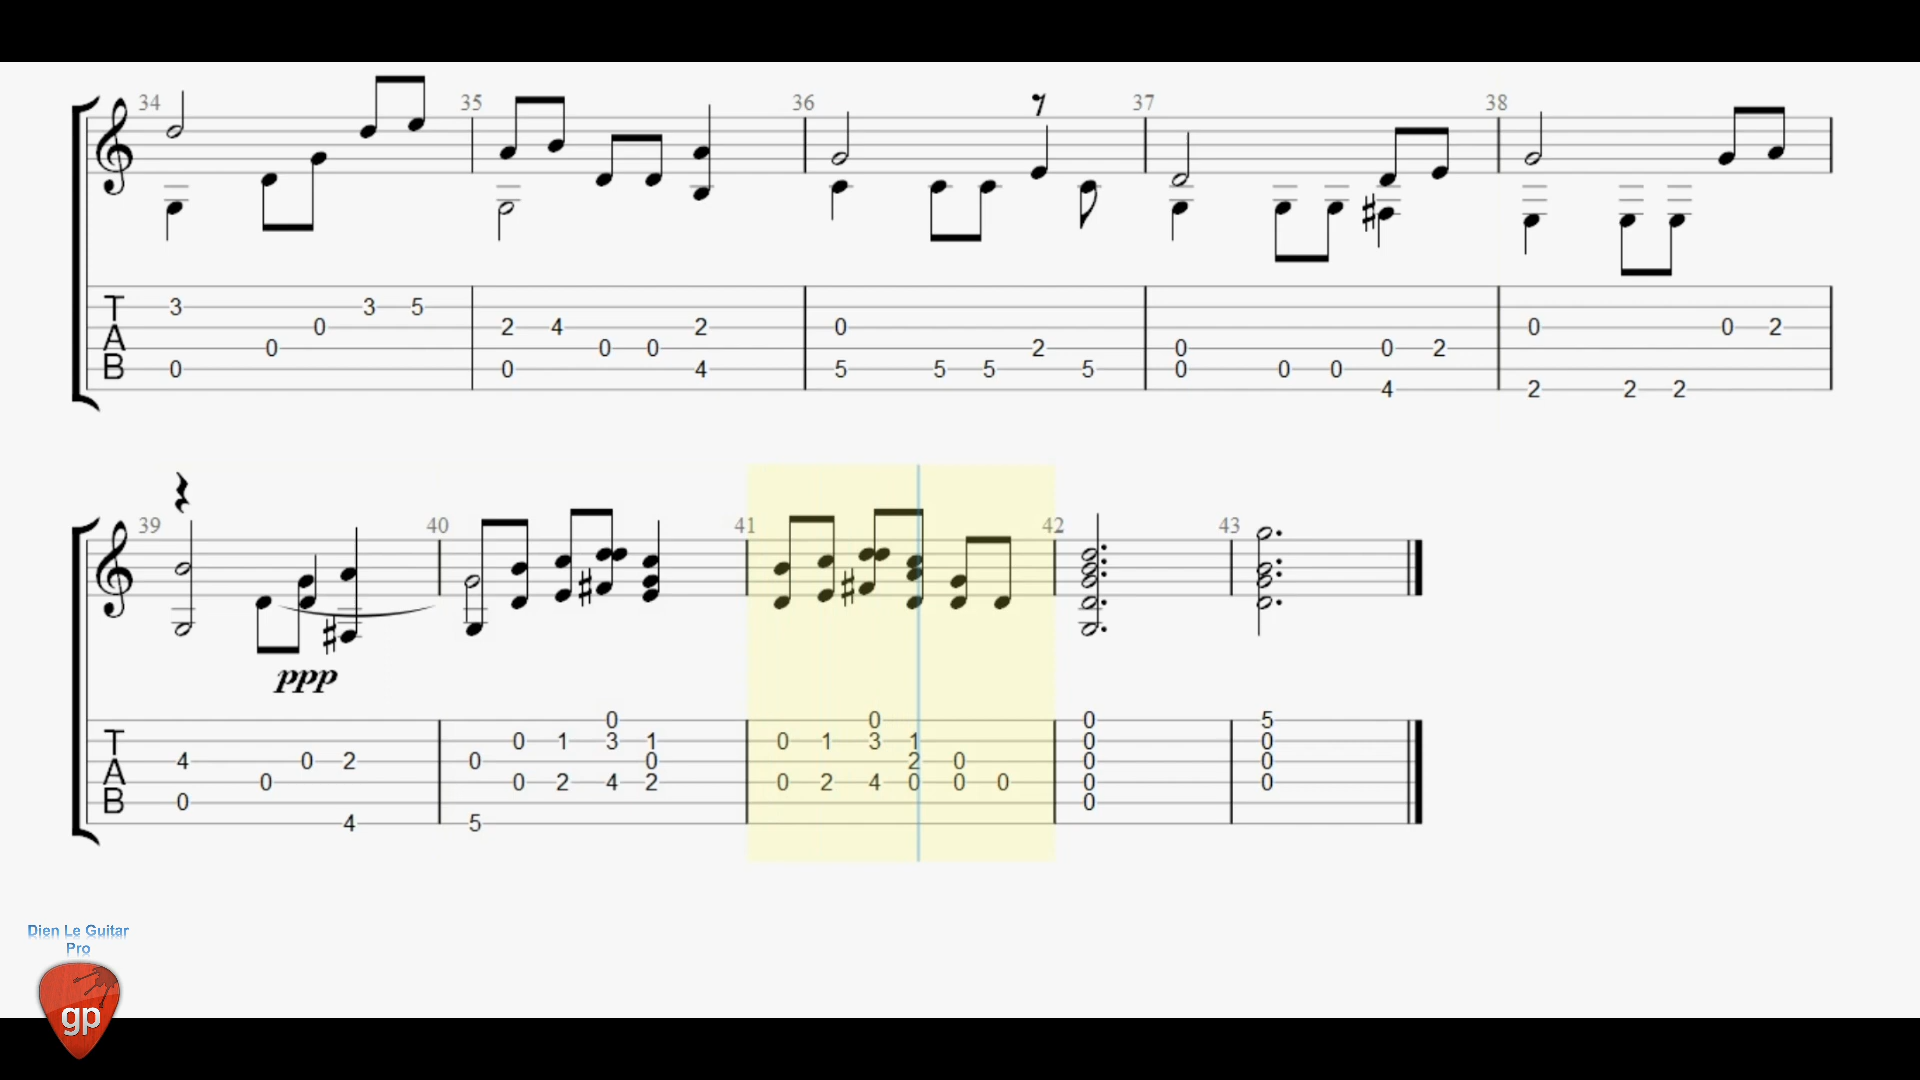 34 35 36 37 38
T 3 3 5
A 0 2 4 2 0 0 0 2
0 0 0 2 0 0 2
B 0 0 4 5 5 5 5 0 0 0
4 2 2 2
39 40 41 42 43
ppp
0 0 0 5
T 0 1 3 1 0 1 3 1 0 0
4 0 2 0 0 2 0 0 0
A 0 0 2 4 2 0 2 4 0 0 0 0 0
B 0 0
4 5
Dien Le Guitar
Pro
gp